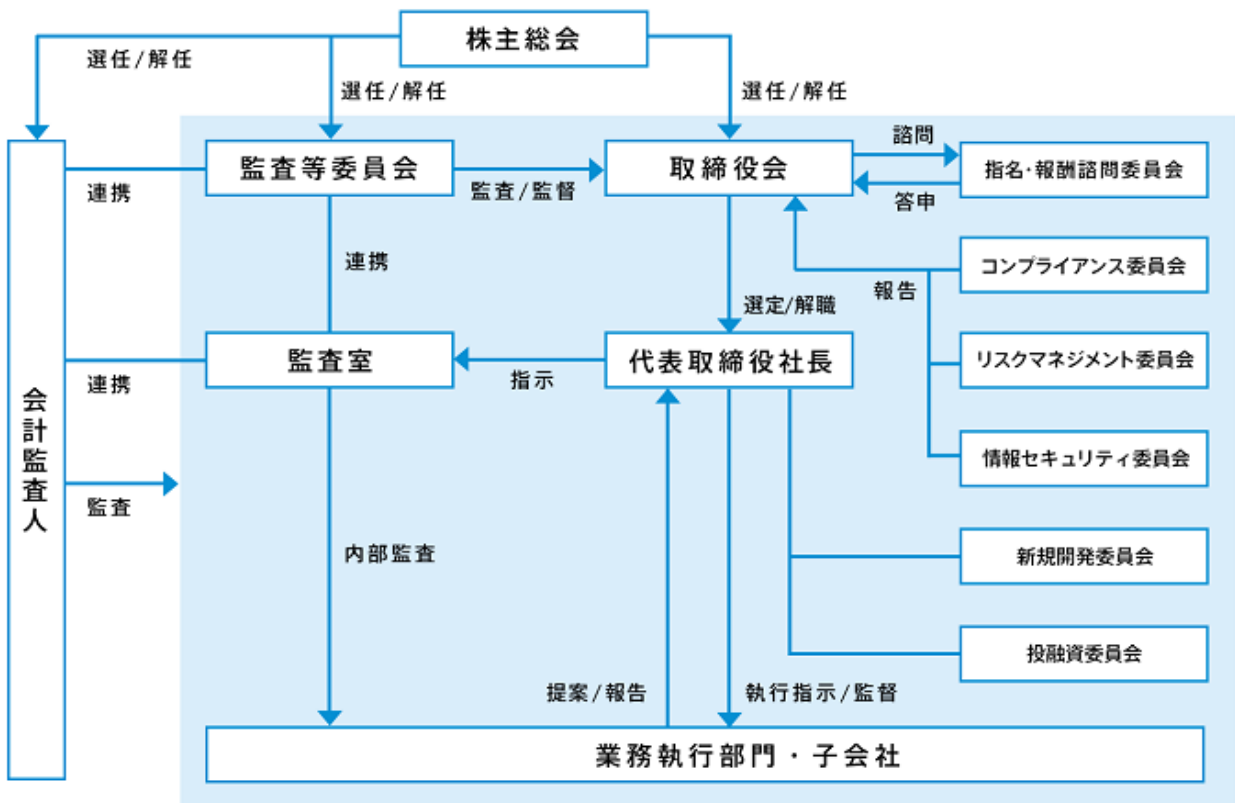 株主総会
選任/解任
選任/解任
選任/解任
監査等委員会
取締役会
諮問
指名・報酬諮問委員会
連携
監査/監督
答申
連携
コンプライアンス委員会
報告
選定/解職
監査室
代表取締役社長
リスクマネジメント委員会
連携
指示
会計監査人
情報セキュリティ委員会
監査
内部監査
新規開発委員会
投融資委員会
提案/報告
執行指示/監督
業務執行部門・子会社